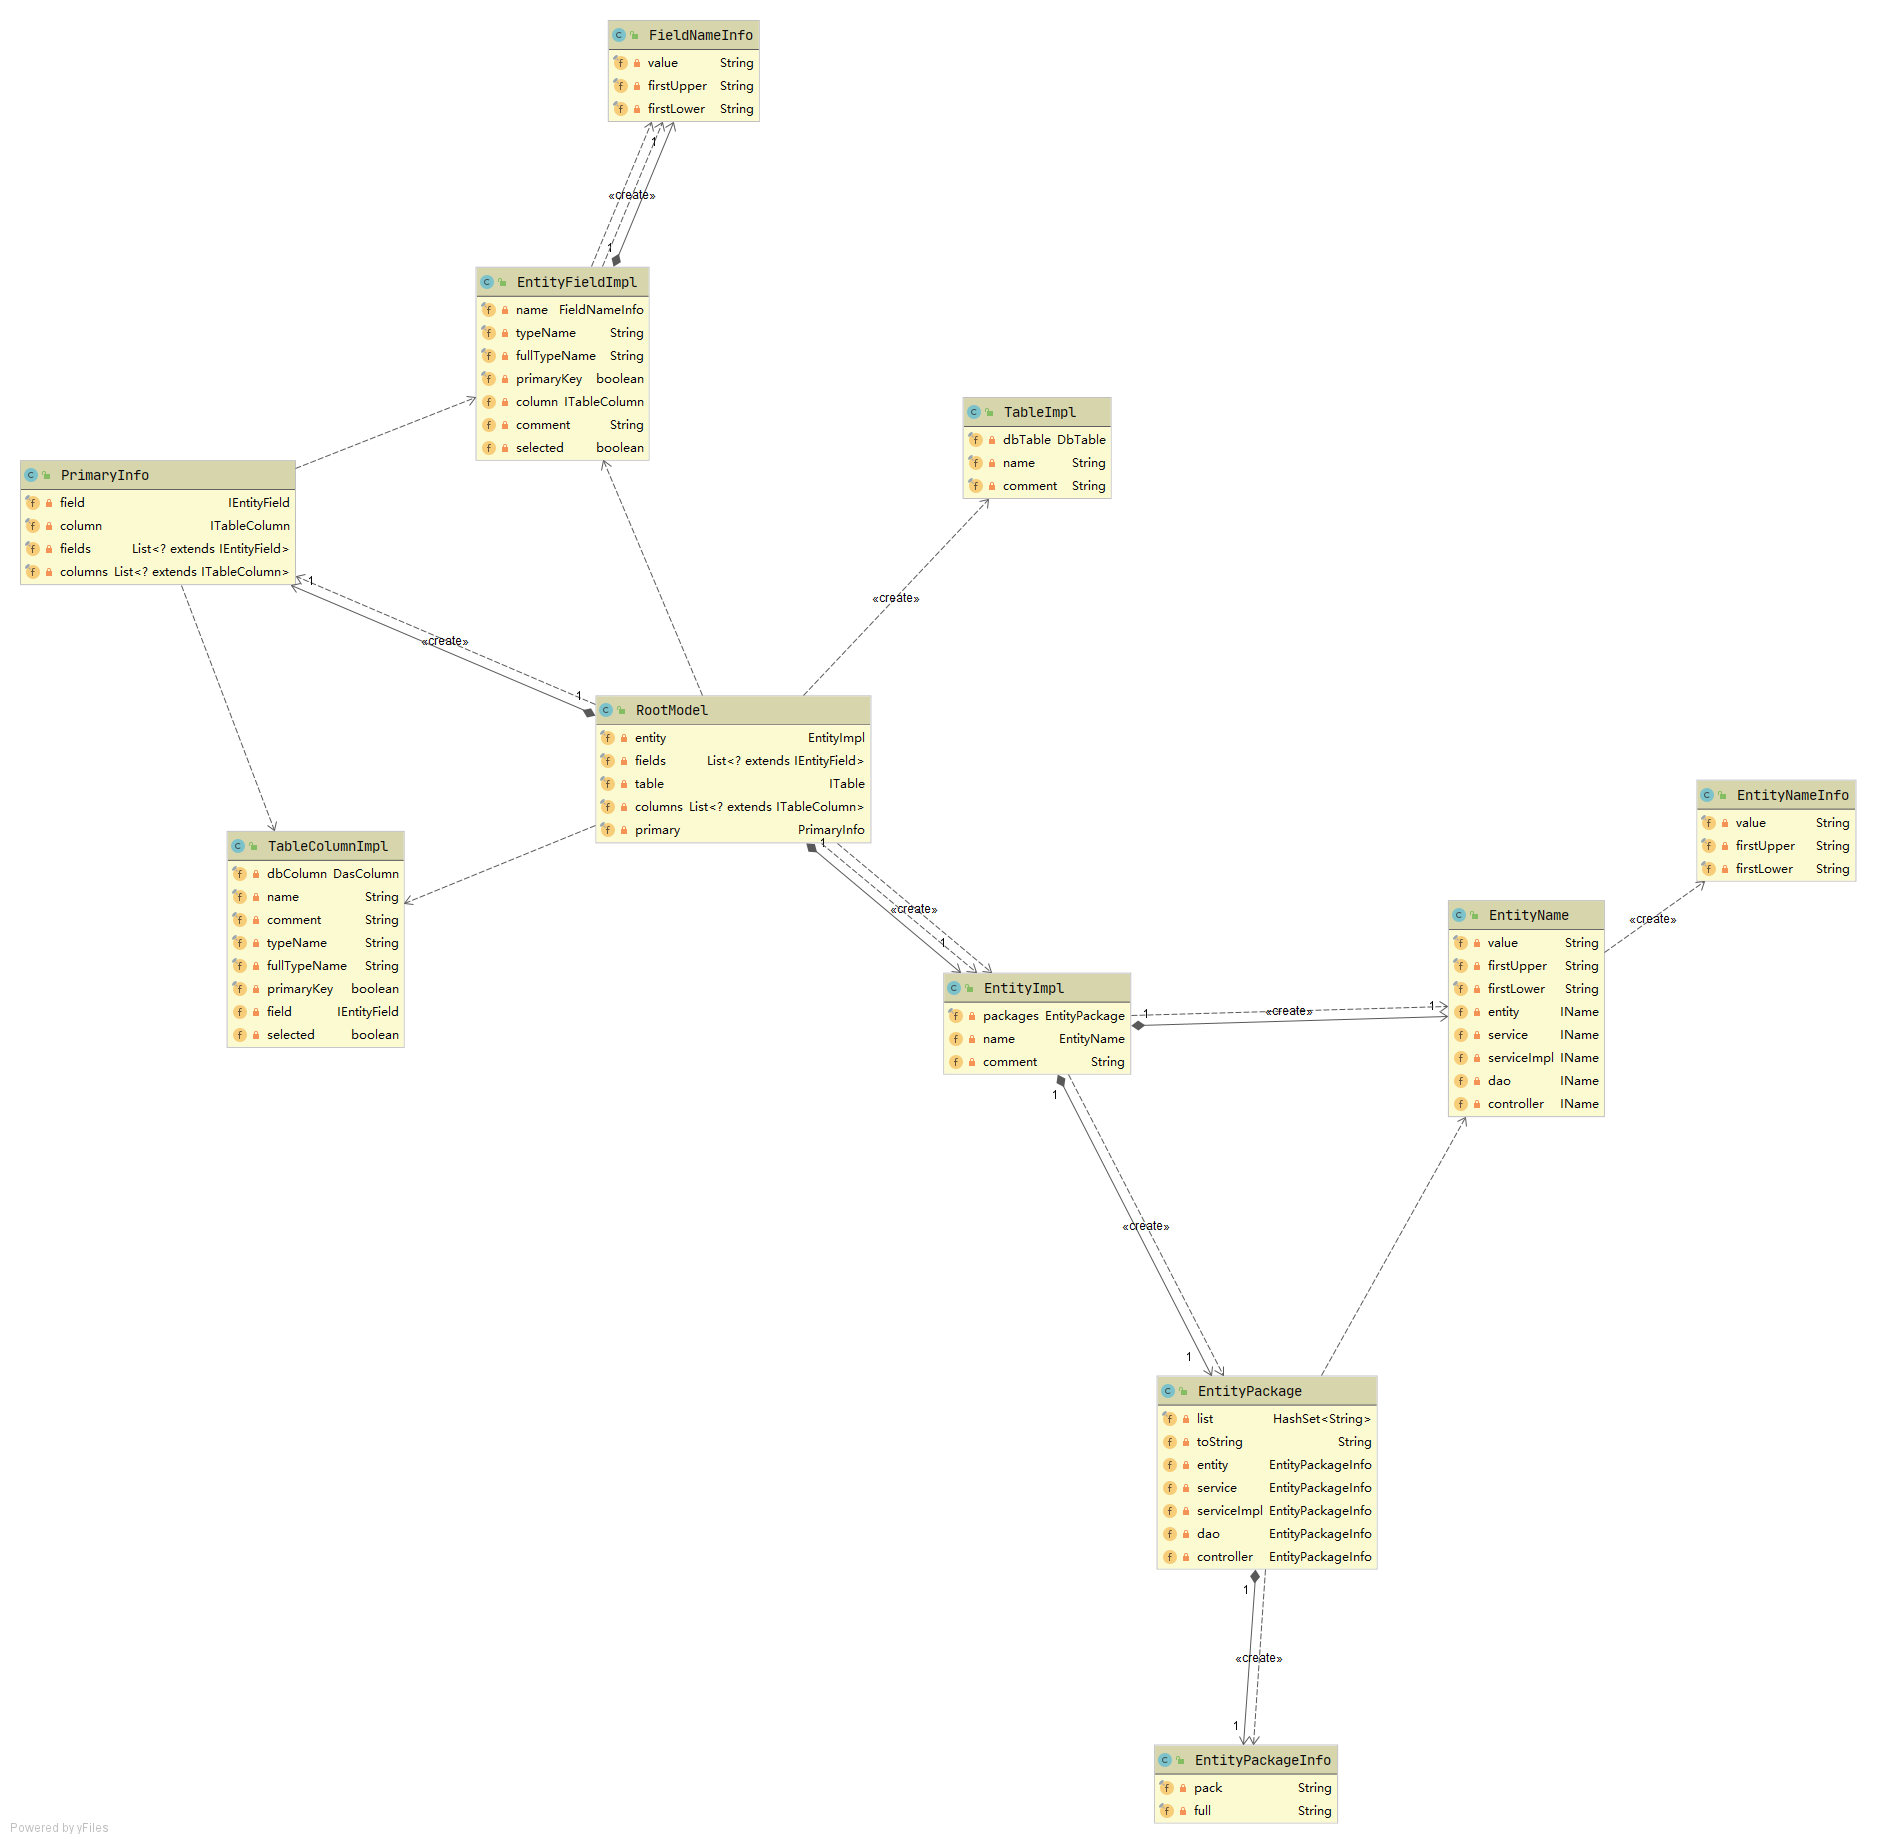 FieldNameInfo
value String
firstUpper String
firstLower String
1
«create»
1
EntityFieldImpl
name FieldNameInfo
typeName String
fullTypeName String
primaryKey boolean
column ITableColumn
comment String
selected boolean
TableImpl
dbTable DbTable
name String
comment String
PrimaryInfo
field IEntityField
column ITableColumn
fields List<? extends IEntityField>
columns List<? extends ITableColumn>
1
«create»
«create»
1
RootModel
entity EntityImpl
fields List<? extends IEntityField>
table ITable
columns List<? extends ITableColumn>
primary PrimaryInfo
1
«create»
1
TableColumnImpl
dbColumn DasColumn
name String
comment String
typeName String
fullTypeName String
primaryKey boolean
field IEntityField
selected boolean
EntityNameInfo
value String
firstUpper String
firstLower String
«create»
EntityName
value String
firstUpper String
firstLower String
entity IName
service IName
serviceImpl IName
dao IName
controller IName
EntityImpl
packages EntityPackage
name EntityName
comment String
1
«create»
1
1
«create»
1
EntityPackage
list HashSet<String>
toString String
entity EntityPackageInfo
service EntityPackageInfo
serviceImpl EntityPackageInfo
dao EntityPackageInfo
controller EntityPackageInfo
1
«create»
1
EntityPackageInfo
pack String
full String
Powered by yFiles